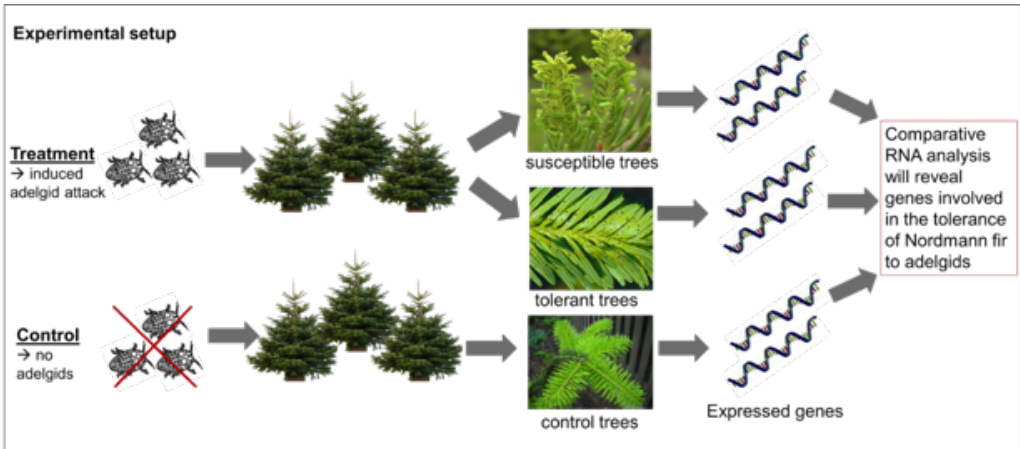 Experimental setup
Treatment
→ induced
adelgid attack
susceptible trees
tolerant trees
Control
→ no
adelgids
control trees
Expressed genes
Comparative
RNA analysis
will reveal
genes involved
in the tolerance
of Nordmann fir
to adelgids